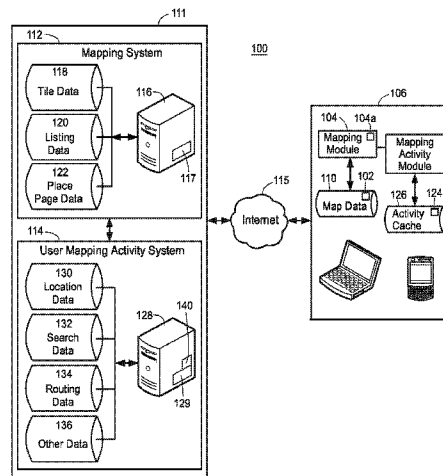 111
112
Mapping System
118
Tile Data
120
Listing Data
122
Place Page Data
116
117
100
114
User Mapping Activity System
130
Location Data
132
Search Data
134
Routing Data
136
Other Data
128
140
129
115
Internet
106
104
104a
Mapping Module
Mapping Activity Module
110
102
Map Data
126
124
Activity Cache